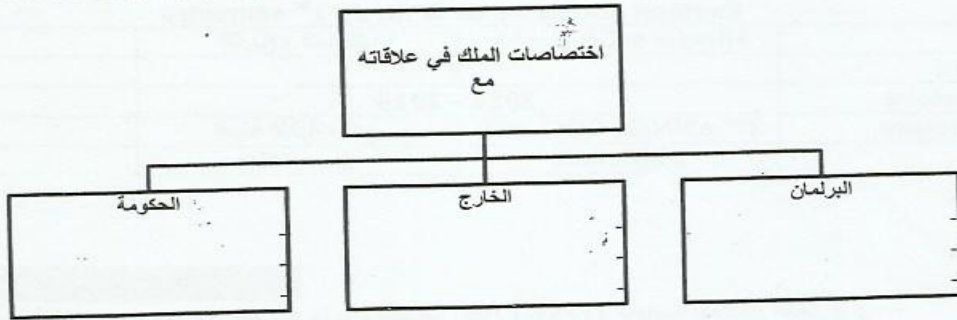 اختصاصات الملك في علاقاته
مع
البرلمان
-
-
-
الخارج
-
-
-
الحكومة
-
-
-